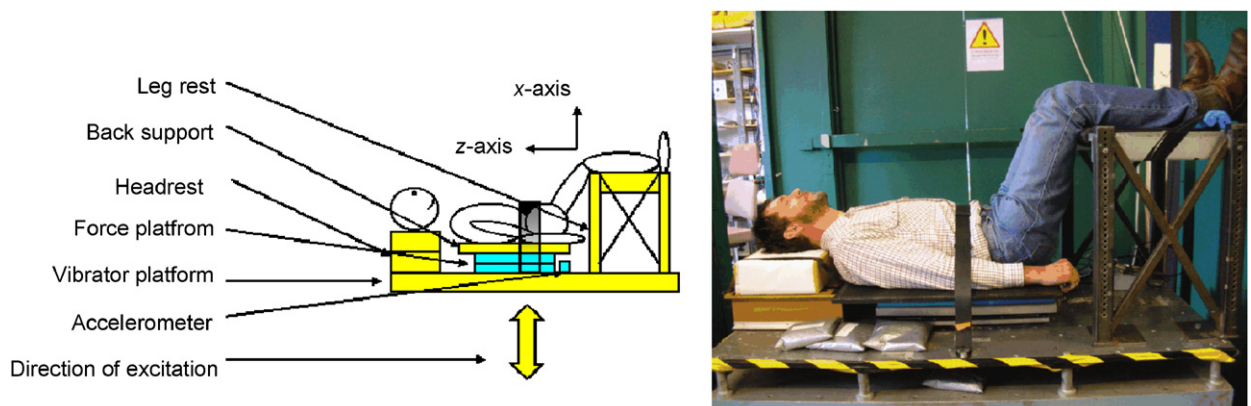 Leg rest
x-axis
Back support
z-axis
Headrest
Force platfrom
Vibrator platform
Accelerometer
Direction of excitation